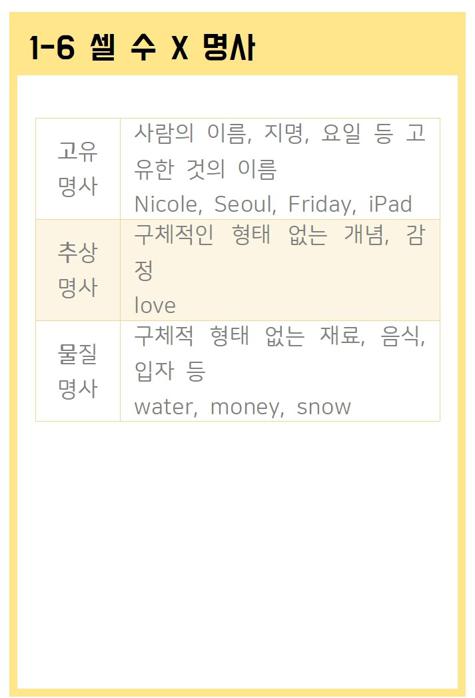 1-6 셀 수 X 명사
고유
명사
사람의 이름, 지명, 요일 등 고
유한 것의 이름
Nicole, Seoul, Friday, iPad
추상
명사
구체적인 형태 없는 개념, 감
정
love
물질
명사
구체적 형태 없는 재료, 음식,
입자 등
water, money, snow